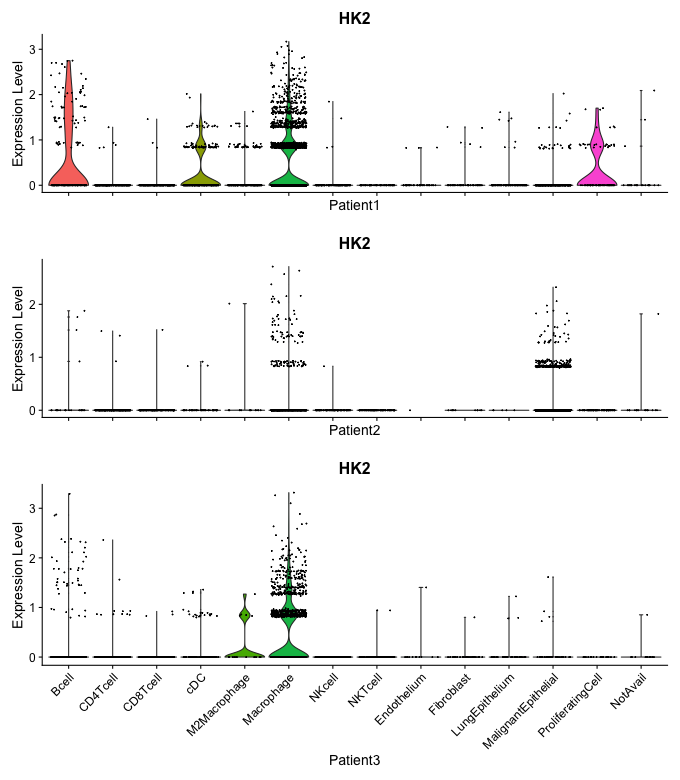 HK2
Expression Level
3
2
1
0
Patient1
HK2
Expression Level
2
1
0
Patient2
HK2
Expression Level
3
2
1
0
Bcell
CD4Tcell
CD8Tcell
cDC
M2Macrophage
Macrophage
NKcell
NKTcell
Endothelium
Fibroblast
LungEpithelium
MalignantEpithelial
ProliferatingCell
NotAvail
Patient3